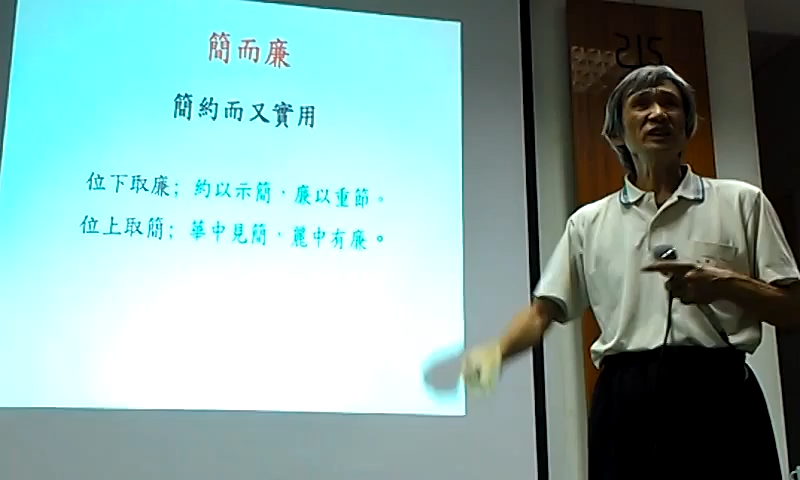 簡而廉
簡約而又實用
位下取廉；約以示簡，廉以重節。
位上取簡；華中見簡，麗中有廉。
215